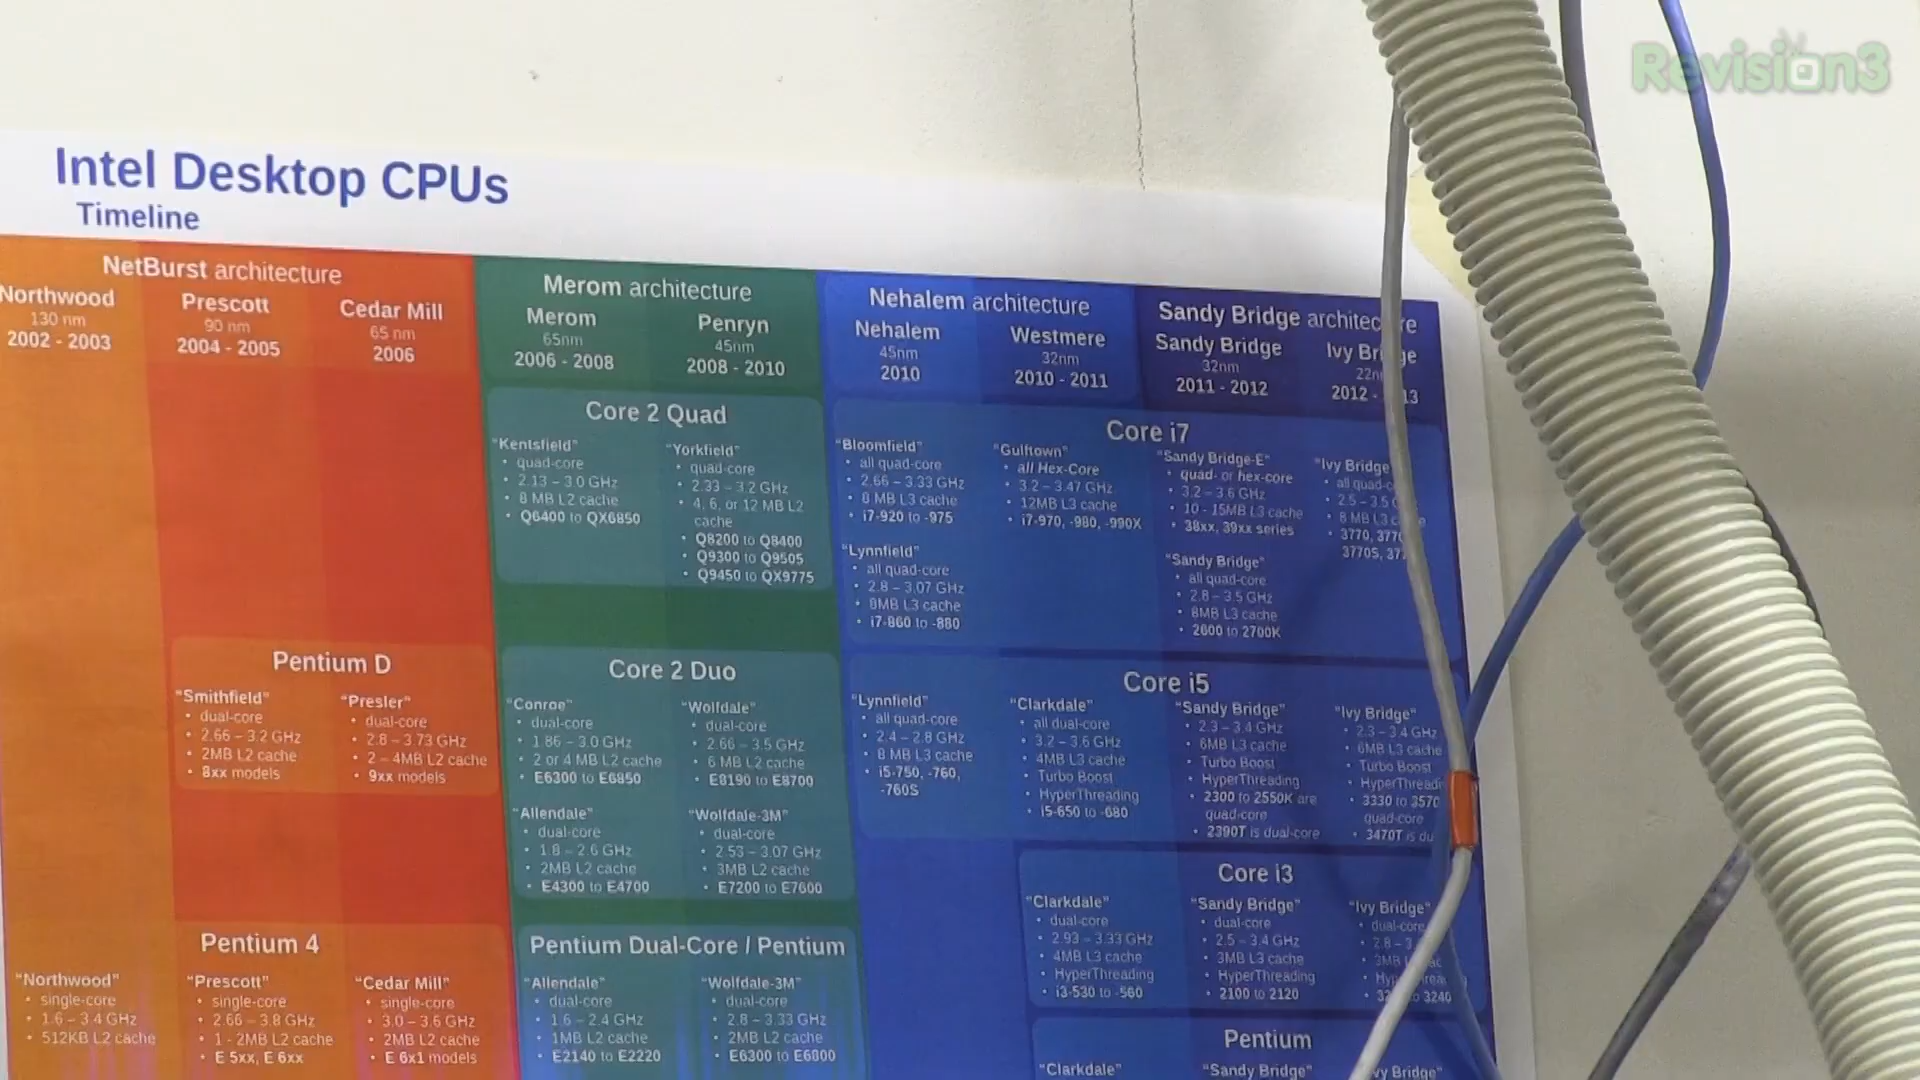 Revision3
Intel Desktop CPUs
Timeline
NetBurst architecture
Northwood
130 nm
2002 - 2003
Prescott
90 nm
2004 - 2005
Cedar Mill
65 nm
2006
Merom architecture
Merom
65nm
2006 - 2008
Penryn
45nm
2008 - 2010
Nehalem architecture
Nehalem
45nm
2010
Westmere
32nm
2010 - 2011
Sandy Bridge
Sandy Bridge
32nm
2011 - 2012
Core 2 Quad
"Kentsfield"
• quad-core
• 2.13 – 3.0 GHz
• 8 MB L2 cache
• Q6400 to QX6850
"Yorkfield"
• quad-core
• 2.33 – 3.2 GHz
• 4, 6, or 12 MB L2
cache
• Q8200 to Q8400
• Q9300 to Q9505
• Q9450 to QX9775
Core i7
"Bloomfield"
• all quad-core
• 2.66 – 3.33 GHz
• 8 MB L3 cache
• i7-920 to -975
"Lynnfield"
• all quad-core
• 2.8 – 3.07 GHz
• 8MB L3 cache
• i7-860 to -880
"Gulftown"
• all Hex-Core
• 3.2 – 3.47 GHz
• 12MB L3 cache
• i7-970, -980, -990X
"Sandy Bridge-E"
• quad- or hex-core
• 3.2 – 3.6 GHz
• 10 - 15MB L3 cache
• 38xx, 39xx series
"Sandy Bridge"
• all quad-core
• 2.8 – 3.5 GHz
• 8MB L3 cache
• 2600 to 2700K
"Ivy Bridge
• all
• 8 MB L3
• 3770,
3770S,
Pentium D
"Smithfield"
• dual-core
• 2.66 – 3.2 GHz
• 2MB L2 cache
• 8xx models
"Presler"
• dual-core
• 2.8 – 3.73 GHz
• 2 – 4MB L2 cache
• 9xx models
Core 2 Duo
"Conroe"
• dual-core
• 1.86 – 3.0 GHz
• 2 or 4 MB L2 cache
• E6300 to E6850
"Allendale"
• dual-core
• 1.8 – 2.6 GHz
• 2MB L2 cache
• E4300 to E4700
"Wolfdale"
• dual-core
• 2.66 – 3.5 GHz
• 6 MB L2 cache
• E8190 to E8700
"Wolfdale-3M"
• dual-core
• 2.53 – 3.07 GHz
• 3MB L2 cache
• E7200 to E7600
Core i5
"Lynnfield"
• all quad-core
• 2.4 – 2.8 GHz
• 8 MB L3 cache
• i5-750, -760,
-760S
"Clarkdale"
• all dual-core
• 3.2 – 3.6 GHz
• 4MB L3 cache
• Turbo Boost
• HyperThreading
• i5-650 to -680
"Sandy Bridge"
• 2.3 – 3.4 GHz
• 6MB L3 cache
• Turbo Boost
• HyperThreading
• 2300 to 2550K are
quad-core
• 2390T is dual-core
"Ivy Bridge"
• 2.3 – 3.4 GHz
• 6MB L3 cache
• Turbo Boost
• 3330 to
quad-core
• 3470T is
Core i3
"Clarkdale"
• dual-core
• 2.93 – 3.33 GHz
• 4MB L3 cache
• HyperThreading
• i3-530 to -560
"Sandy Bridge"
• dual-core
• 2.5 – 3.4 GHz
• 3MB L3 cache
• HyperThreading
• 2100 to 2120
"Ivy Bridge"
to 3240
Pentium 4
"Northwood"
• single-core
• 1.6 – 3.4 GHz
• 512KB L2 cache
"Prescott"
• single-core
• 2.66 – 3.8 GHz
• 1 - 2MB L2 cache
• E 5xx, E 6xx
"Cedar Mill"
• single-core
• 3.0 – 3.6 GHz
• 2MB L2 cache
• E 6x1 models
Pentium Dual-Core / Pentium
"Allendale"
• dual-core
• 1.6 – 2.4 GHz
• 1MB L2 cache
• E2140 to E2220
"Wolfdale-3M"
• dual-core
• 2.8 – 3.33 GHz
• 2MB L2 cache
• E6300 to E6800
Pentium
"Clarkdale"
"Sandy Bridge"
Bridge"